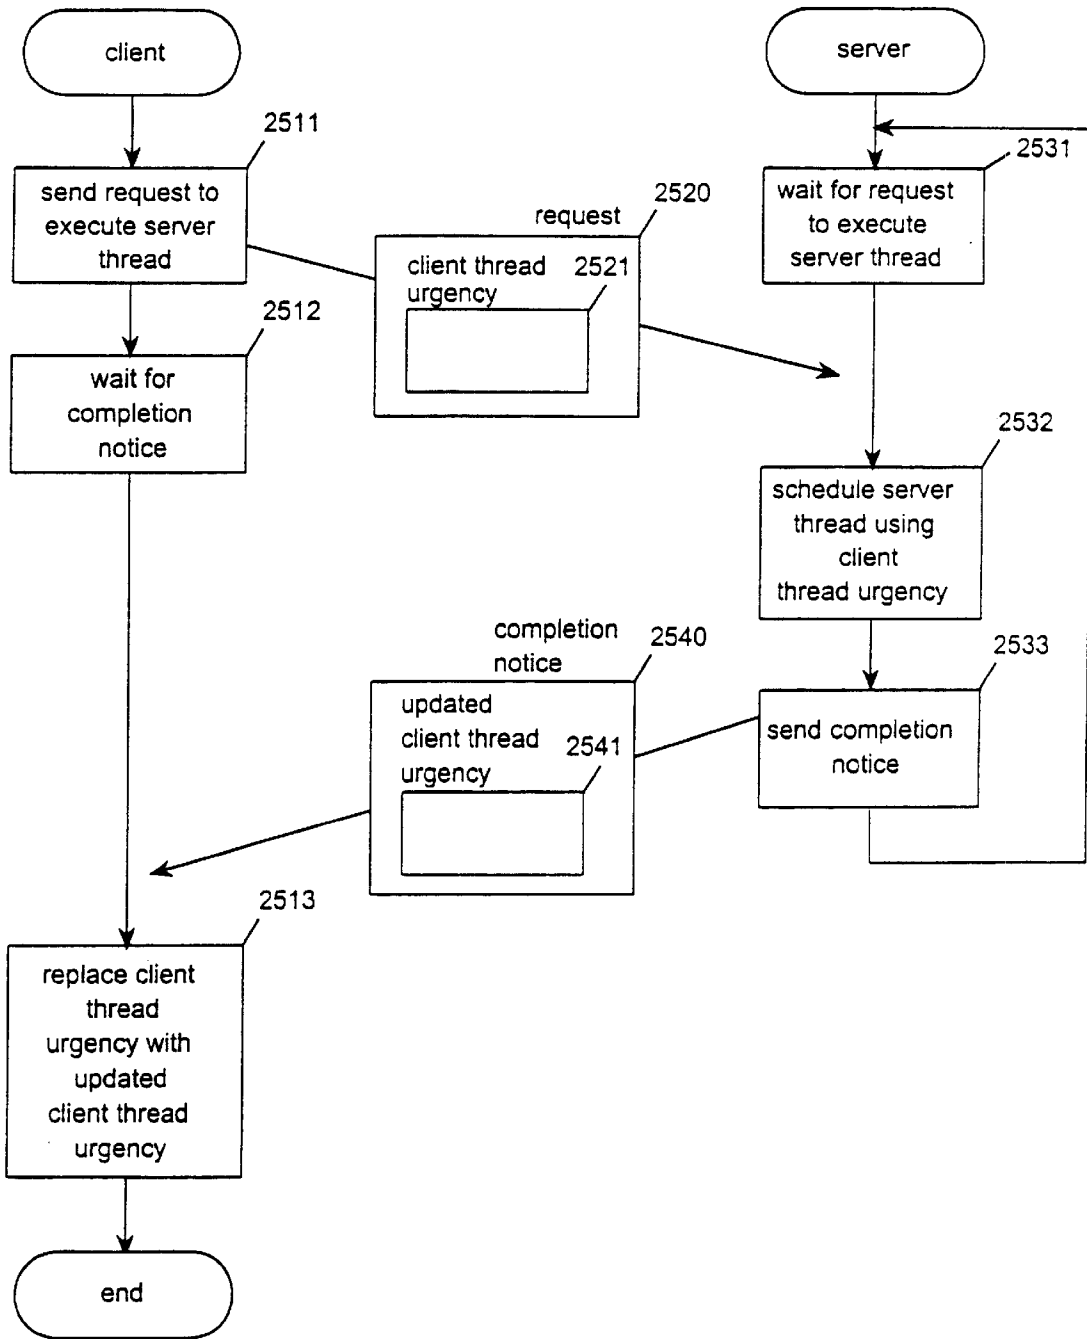 client
2511
send request to
execute server
thread
2512
wait for
completion
notice
request
2520
client thread
urgency
2521
server
2531
wait for request
to execute
server thread
2532
schedule server
thread using
client
thread urgency
2533
send completion
notice
completion
notice
2540
updated
client thread
urgency
2541
2513
replace client
thread
urgency with
updated
client thread
urgency
end